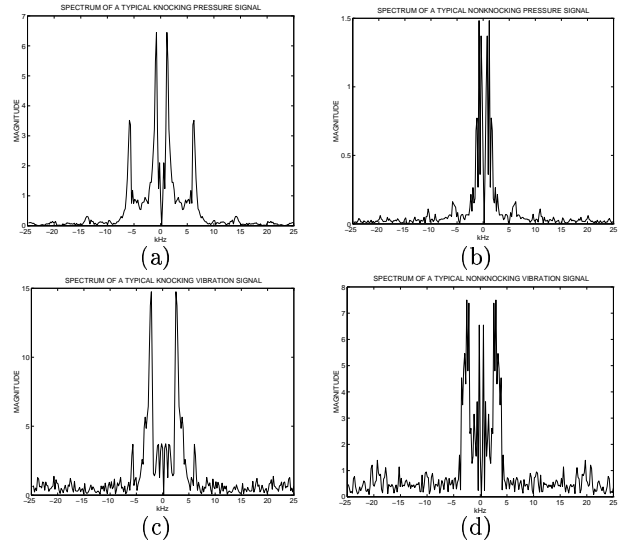 SPECTRUM OF A TYPICAL KNOCKING PRESSURE SIGNAL
7
6
5
4
3
2
1
0
MAGNITUDE
−25 −20 −15 −10 −5 0 5 10 15 20 25
kHz
(a)
SPECTRUM OF A TYPICAL NONKNOCKING PRESSURE SIGNAL
1.5
1
0.5
0
MAGNITUDE
−25 −20 −15 −10 −5 0 5 10 15 20 25
kHz
(b)
SPECTRUM OF A TYPICAL KNOCKING VIBRATION SIGNAL
15
10
5
0
MAGNITUDE
−25 −20 −15 −10 −5 0 5 10 15 20 25
kHz
(c)
SPECTRUM OF A TYPICAL NONKNOCKING VIBRATION SIGNAL
8
7
6
5
4
3
2
1
0
MAGNITUDE
−25 −20 −15 −10 −5 0 5 10 15 20 25
kHz
(d)